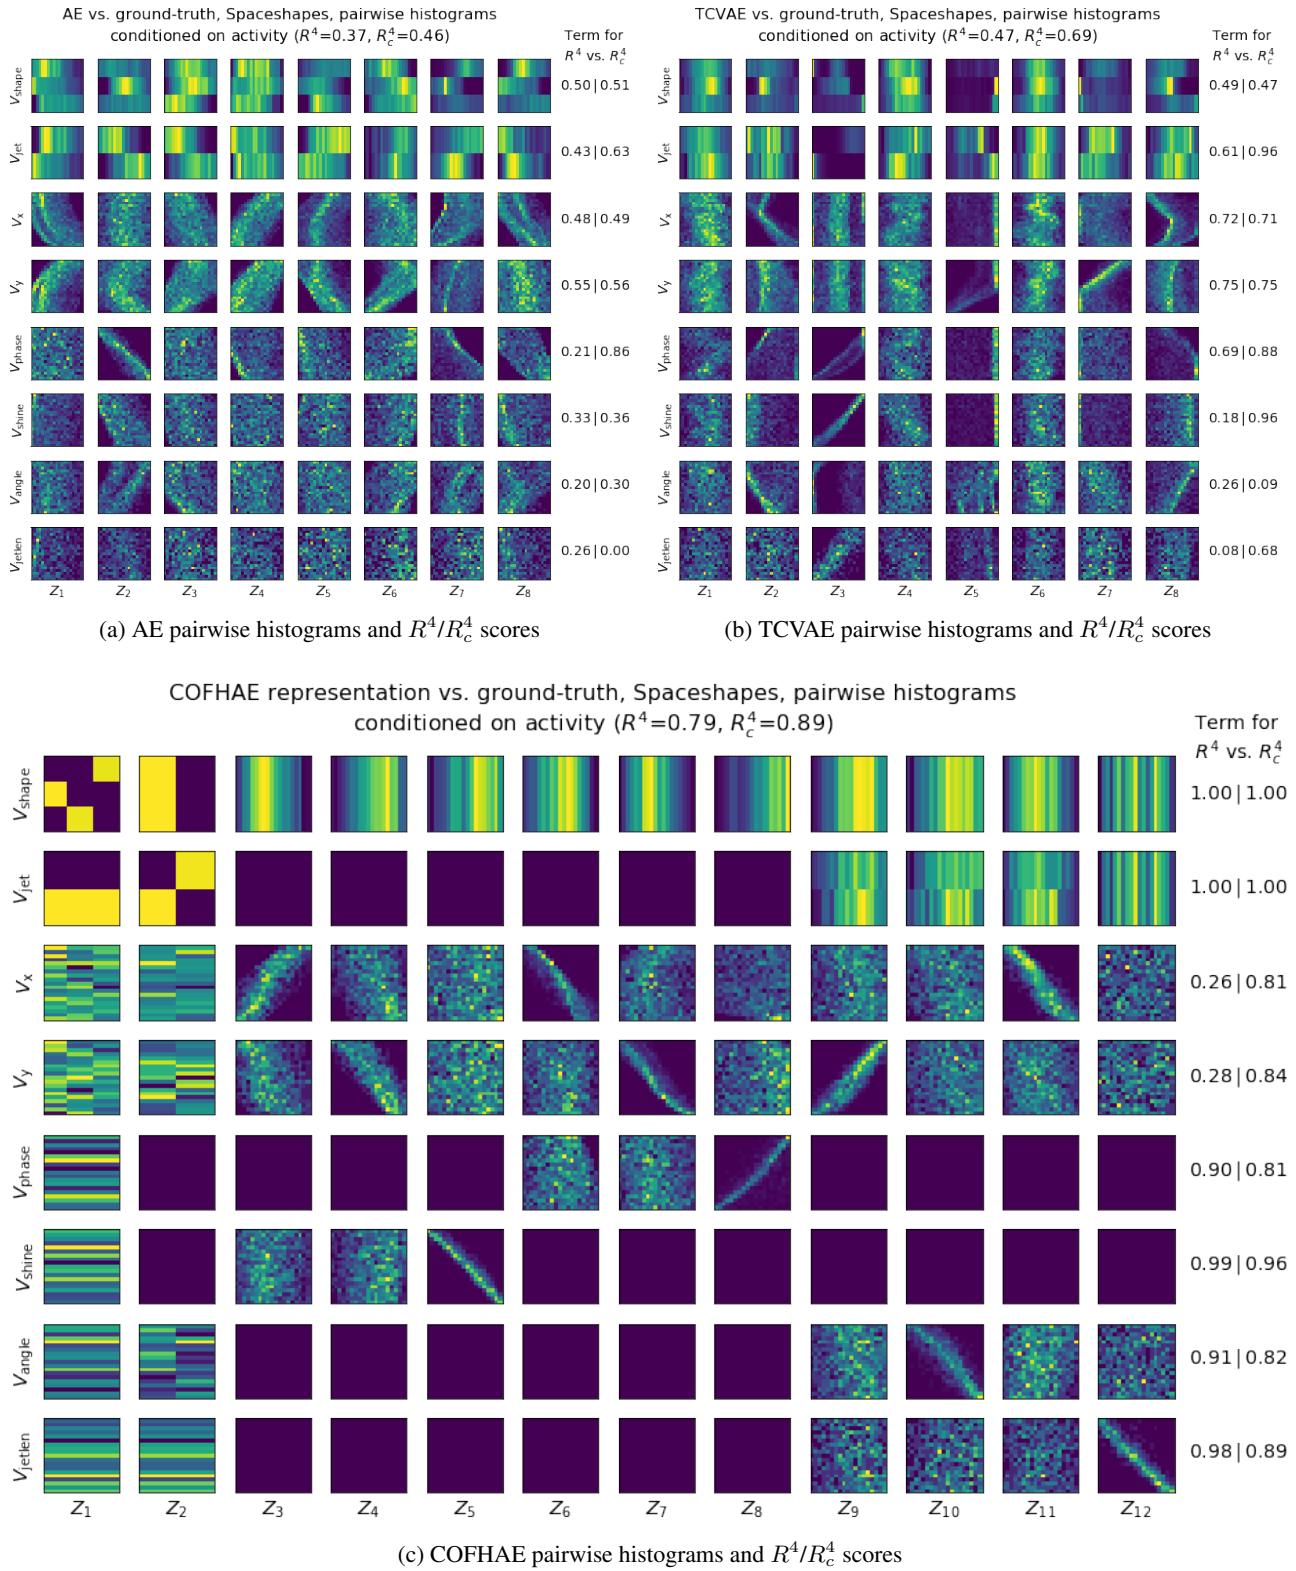 AE vs. ground-truth, Spaceshapes, pairwise histograms
conditioned on activity (R⁴=0.37, R⁴c=0.46)
Term for
R⁴ vs. R⁴c
Vshape
0.50 | 0.51
Vjet
0.43 | 0.63
Vx
0.48 | 0.49
Vy
0.55 | 0.56
Vphase
0.21 | 0.86
Vshine
0.33 | 0.36
Vangle
0.20 | 0.30
Vjetlen
0.26 | 0.00
Z1 Z2 Z3 Z4 Z5 Z6 Z7 Z8
(a) AE pairwise histograms and R⁴/R⁴c scores
TCVAE vs. ground-truth, Spaceshapes, pairwise histograms
conditioned on activity (R⁴=0.47, R⁴c=0.69)
Term for
R⁴ vs. R⁴c
Vshape
0.49 | 0.47
Vjet
0.61 | 0.96
Vx
0.72 | 0.71
Vy
0.75 | 0.75
Vphase
0.69 | 0.88
Vshine
0.18 | 0.96
Vangle
0.26 | 0.09
Vjetlen
0.08 | 0.68
Z1 Z2 Z3 Z4 Z5 Z6 Z7 Z8
(b) TCVAE pairwise histograms and R⁴/R⁴c scores
COFHAE representation vs. ground-truth, Spaceshapes, pairwise histograms
conditioned on activity (R⁴=0.79, R⁴c=0.89)
Term for
R⁴ vs. R⁴c
Vshape
1.00 | 1.00
Vjet
1.00 | 1.00
Vx
0.26 | 0.81
Vy
0.28 | 0.84
Vphase
0.90 | 0.81
Vshine
0.99 | 0.96
Vangle
0.91 | 0.82
Vjetlen
0.98 | 0.89
Z1 Z2 Z3 Z4 Z5 Z6 Z7 Z8 Z9 Z10 Z11 Z12
(c) COFHAE pairwise histograms and R⁴/R⁴c scores